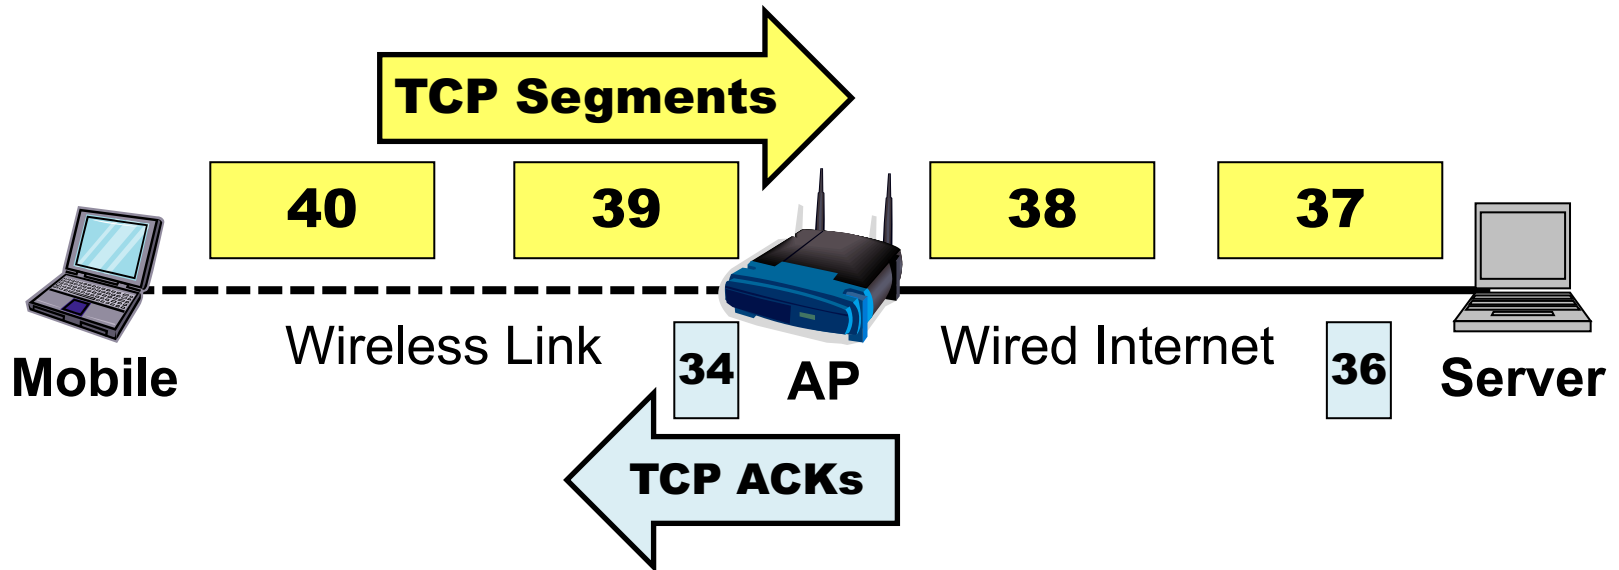 TCP Segments
40
39
38
37
Wireless Link
Wired Internet
34
36
Mobile
AP
Server
TCP ACKs